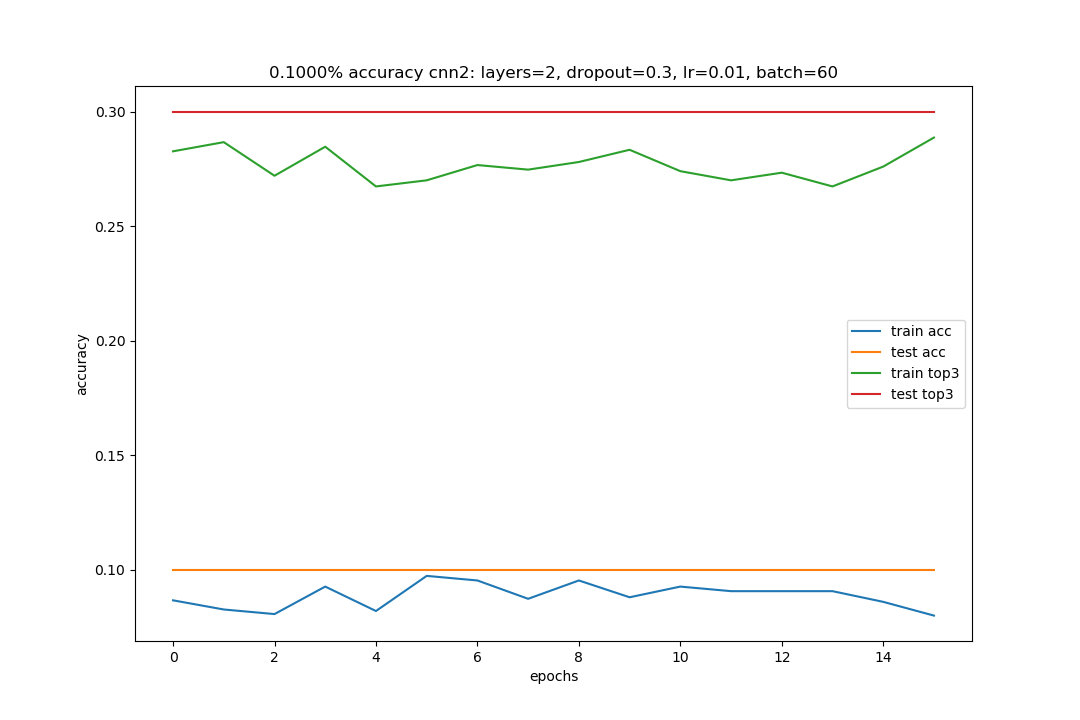 0.1000% accuracy cnn2: layers=2, dropout=0.3, lr=0.01, batch=60
0.30
0.25
0.20
0.15
0.10
accuracy
train acc
test acc
train top3
test top3
0 2 4 6 8 10 12 14
epochs